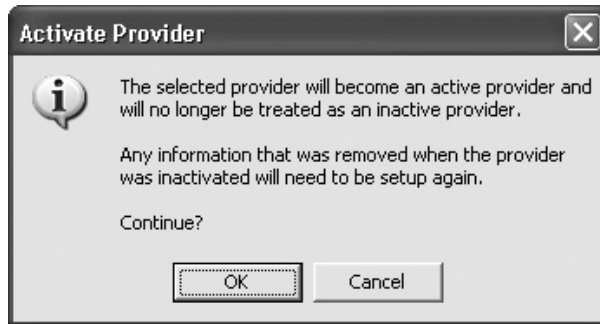 Activate Provider
The selected provider will become an active provider and
will no longer be treated as an inactive provider.
Any information that was removed when the provider
was inactivated will need to be setup again.
Continue?
OK
Cancel